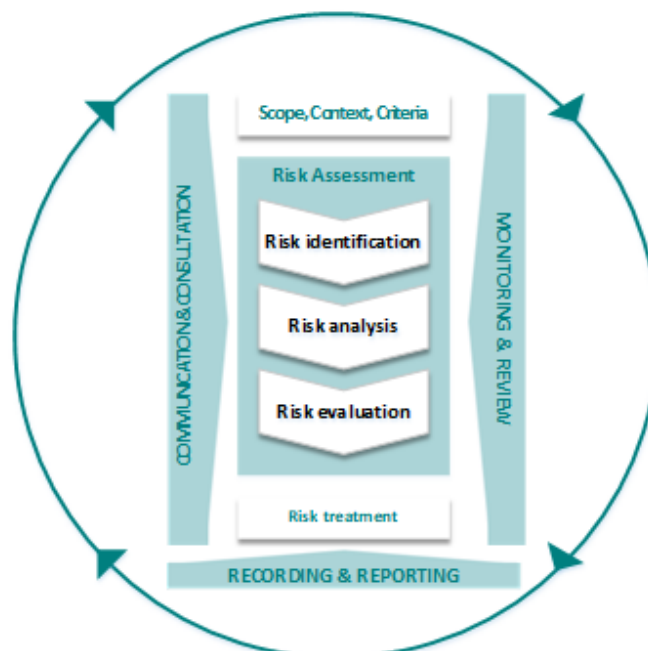 Scope, Context, Criteria
Risk Assessment
Risk identification
Risk analysis
Risk evaluation
Risk treatment
COMMUNICATION & CONSULTATION
MONITORING & REVIEW
RECORDING & REPORTING